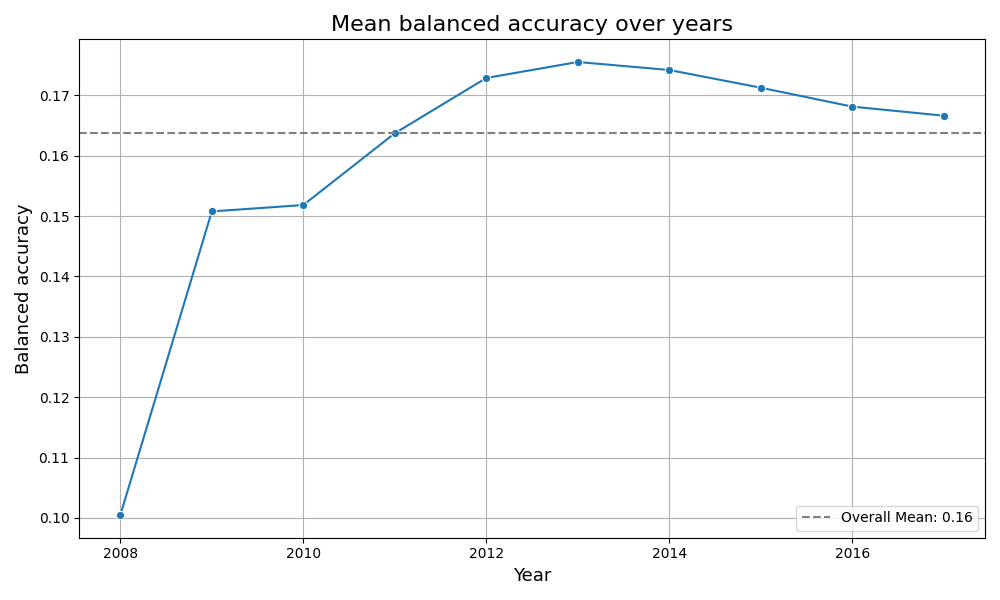 Mean balanced accuracy over years
Balanced accuracy
0.17
0.16
0.15
0.14
0.13
0.12
0.11
0.10
Overall Mean: 0.16
2008 2010 2012 2014 2016
Year